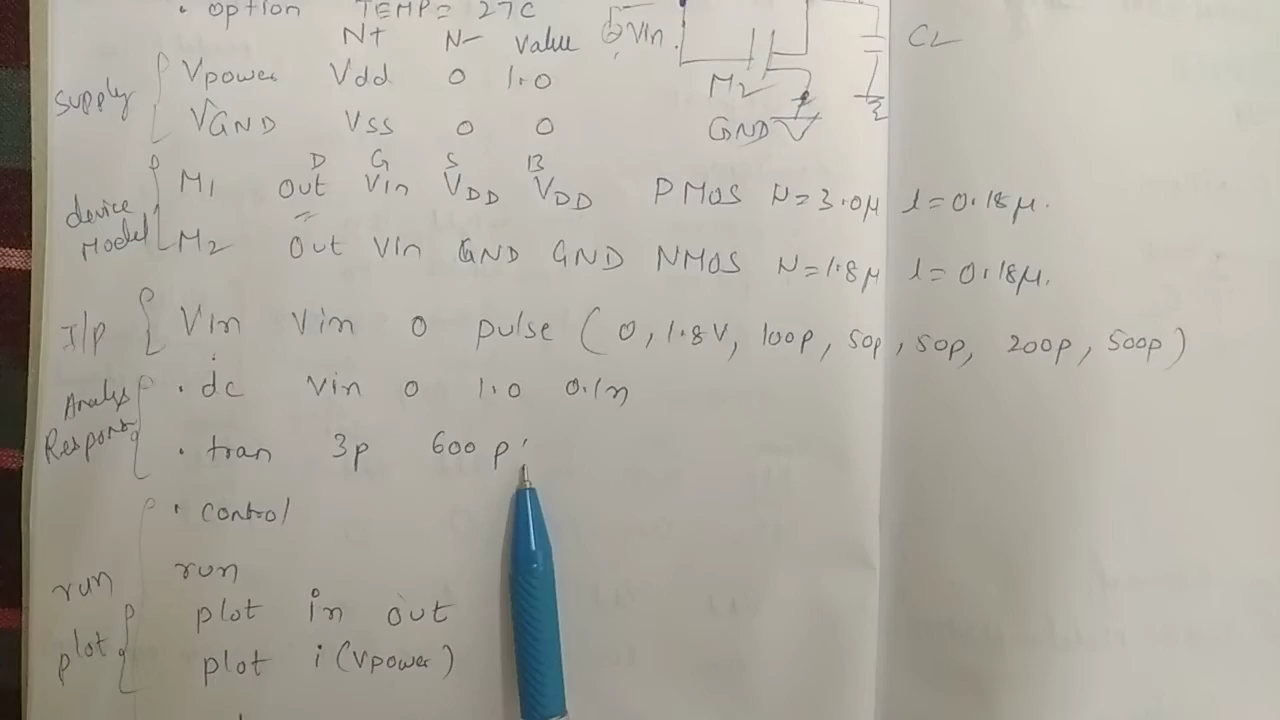 . option TEMP= 27C
N+ N- Value Vin CL
Supply Vpower Vdd 0 1.0 M2
VGND VSS 0 0 GND
D G S B
M1 out Vin VDD VDD PMOS W=3.0μ l=0.18μ.
device Model M2 out Vin GND GND NMOS W=1.8μ l=0.18μ.
I/p Vin Vin 0 pulse (0, 1.8V, 100p, 50p, 50p, 200p, 500p)
Analys Respons . dc Vin 0 1.0 0.1n
. tran 3p 600p
. control
run run
plot in out
plot plot i(Vpower)